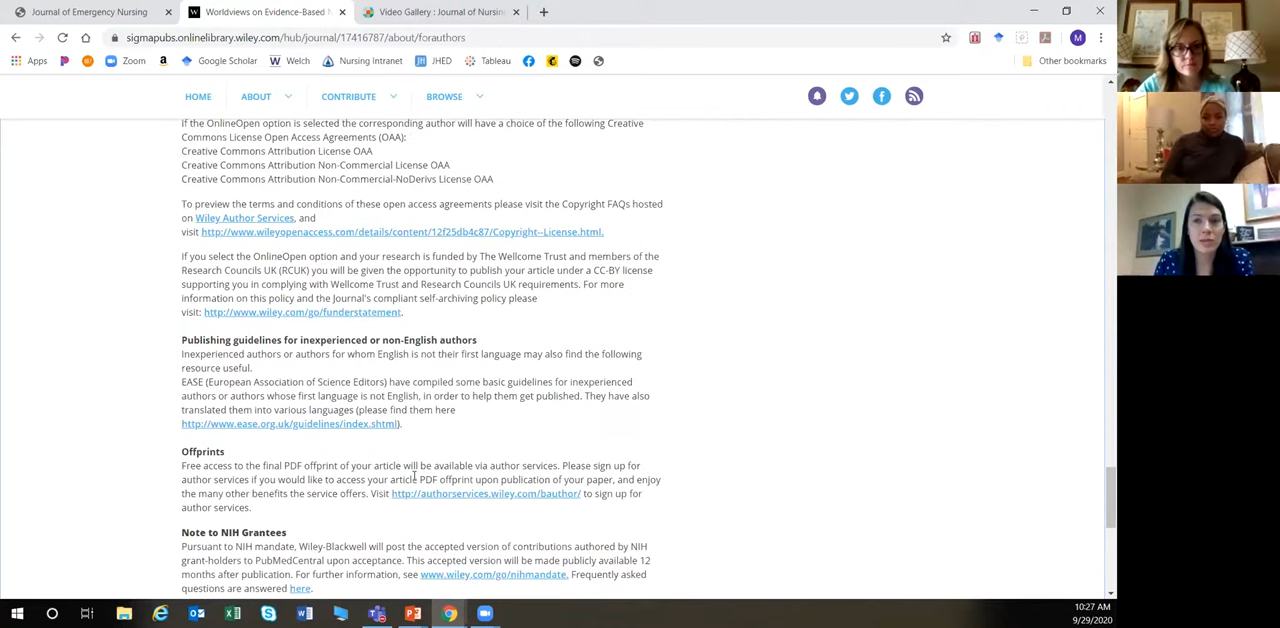 Journal of Emergency Nursing
Worldviews on Evidence-Based N
Video Gallery : Journal of Nursin
sigmapubs.onlinelibrary.wiley.com/hub/journal/17416787/about/forauthors
M
Apps
Zoom
Google Scholar
Welch
Nursing Intranet
JHED
Tableau
Other bookmarks
HOME
ABOUT
CONTRIBUTE
BROWSE
If the OnlineOpen option is selected the corresponding author will have a choice of the following Creative
Commons License Open Access Agreements (OAA):
Creative Commons Attribution License OAA
Creative Commons Attribution Non-Commercial License OAA
Creative Commons Attribution Non-Commercial-NoDerivs License OAA
To preview the terms and conditions of these open access agreements please visit the Copyright FAQs hosted
on Wiley Author Services, and
visit http://www.wileyopenaccess.com/details/content/12f25db4c87/Copyright--License.html.
If you select the OnlineOpen option and your research is funded by The Wellcome Trust and members of the
Research Councils UK (RCUK) you will be given the opportunity to publish your article under a CC-BY license
supporting you in complying with Wellcome Trust and Research Councils UK requirements. For more
information on this policy and the Journal's compliant self-archiving policy please
visit: http://www.wiley.com/go/funderstatement.
Publishing guidelines for inexperienced or non-English authors
Inexperienced authors or authors for whom English is not their first language may also find the following
resource useful.
EASE (European Association of Science Editors) have compiled some basic guidelines for inexperienced
authors or authors whose first language is not English, in order to help them get published. They have also
translated them into various languages (please find them here
http://www.ease.org.uk/guidelines/index.shtml).
Offprints
Free access to the final PDF offprint of your article will be available via author services. Please sign up for
author services if you would like to access your article PDF offprint upon publication of your paper, and enjoy
the many other benefits the service offers. Visit http://authorservices.wiley.com/bauthor/ to sign up for
author services.
Note to NIH Grantees
Pursuant to NIH mandate, Wiley-Blackwell will post the accepted version of contributions authored by NIH
grant-holders to PubMedCentral upon acceptance. This accepted version will be made publicly available 12
months after publication. For further information, see www.wiley.com/go/nihmandate. Frequently asked
questions are answered here.
10:27 AM
9/29/2020